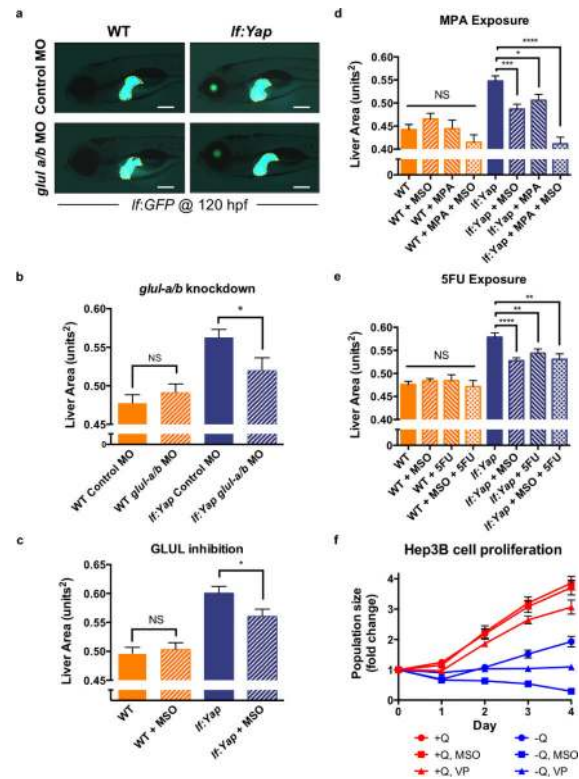 a
WT
lf:Yap
Control MO
glul a/b MO
lf:GFP @ 120 hpf
b
glul-a/b knockdown
Liver Area (units²)
0.60
0.55
0.50
0.45
0
NS
*
WT Control MO
WT glul-a/b MO
lf:Yap Control MO
lf:Yap glul-a/b MO
c
GLUL inhibition
Liver Area (units²)
0.65
0.60
0.55
0.50
0
NS
*
WT
WT + MSO
lf:Yap
lf:Yap + MSO
d
MPA Exposure
Liver Area (units²)
0.60
0.55
0.50
0.45
0.40
0
NS
****
*
***
WT
WT + MSO
WT + MPA
WT + MPA + MSO
lf:Yap
lf:Yap + MSO
lf:Yap + MPA
lf:Yap + MPA + MSO
e
5FU Exposure
Liver Area (units²)
0.60
0.55
0.50
0.45
0.40
0
NS
**
**
****
WT
WT + MSO
WT + 5FU
WT + MSO + 5FU
lf:Yap
lf:Yap + MSO
lf:Yap + 5FU
lf:Yap + MSO + 5FU
f
Hep3B cell proliferation
Population size
(fold change)
4
3
2
1
0
0 1 2 3 4
Day
+Q
-Q
+Q, MSO
-Q, MSO
+Q, VP
-Q, VP